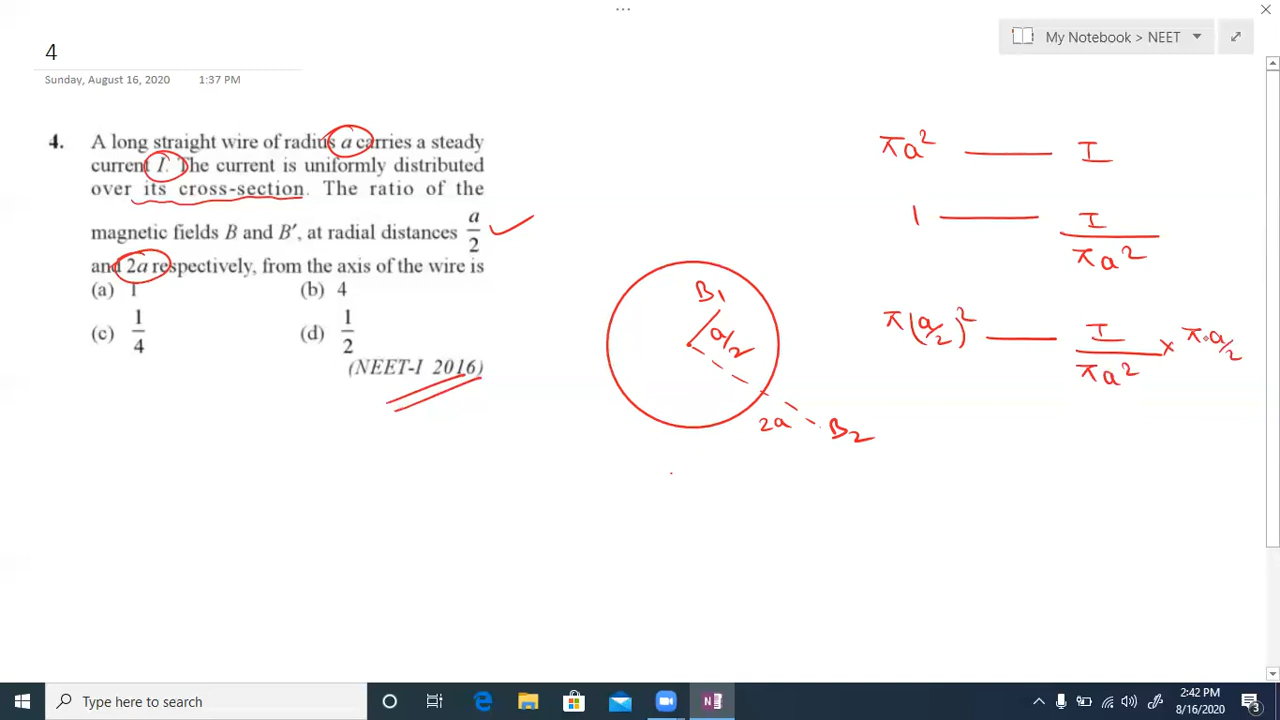 ...
My Notebook > NEET
4
Sunday, August 16, 2020 1:37 PM
4. A long straight wire of radius a carries a steady
current I. The current is uniformly distributed
over its cross-section. The ratio of the
magnetic fields B and B′, at radial distances a/2
and 2a respectively, from the axis of the wire is
(a) 1 (b) 4
(c) 1/4 (d) 1/2
(NEET-I 2016)
πa² — I
1 — I/πa²
π(a/2)² — I/πa² × π·a/2
B1
a/2
2a
B2
Type here to search
N
2:42 PM
8/16/2020
3